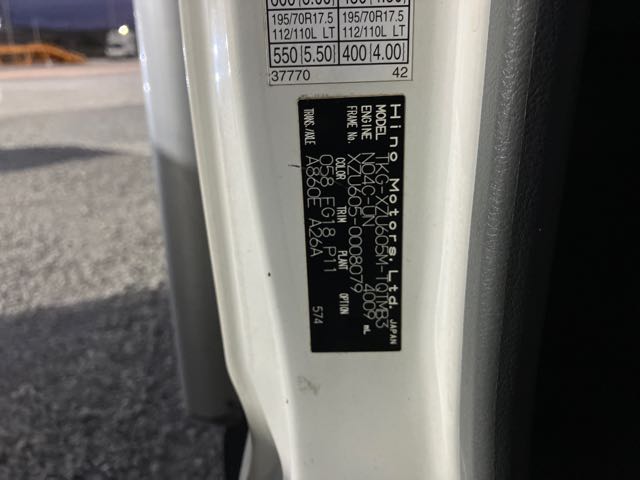 195/70R17.5 195/70R17.5
112/110L LT 112/110L LT
550 5.50 400 4.00
37770 42
Hino Motors, Ltd. JAPAN
MODEL TKG-XZU605M-TQTMB3
ENGINE N04C-UN 4009 mL
FRAME No. XZU605-0008079
COLOR TRIM PLANT OPTION
058 FG18 P11
TRANS./AXLE A860E A26A
574